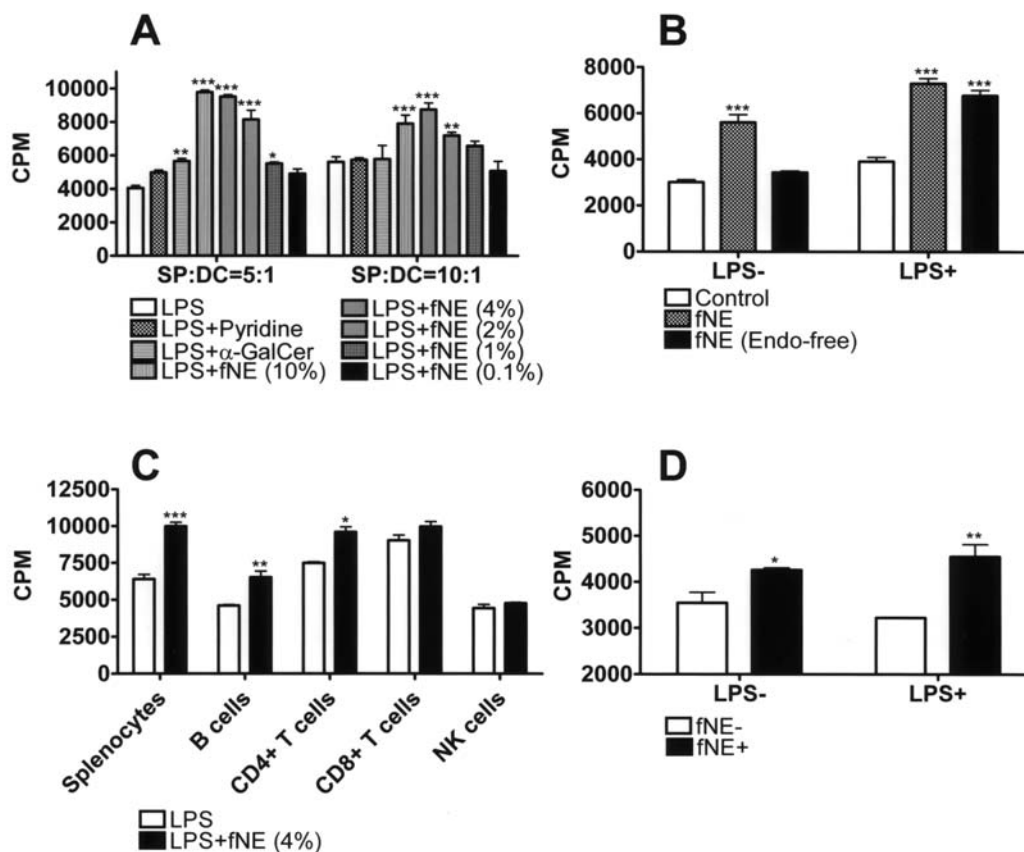 A
CPM
10000
8000
6000
4000
2000
0
*** *** *** ** *
*** *** **
SP:DC=5:1 SP:DC=10:1
LPS
LPS+Pyridine
LPS+α-GalCer
LPS+fNE (10%)
LPS+fNE (4%)
LPS+fNE (2%)
LPS+fNE (1%)
LPS+fNE (0.1%)
B
CPM
8000
6000
4000
2000
0
*** *** ***
LPS- LPS+
Control
fNE
fNE (Endo-free)
C
CPM
12500
10000
7500
5000
2500
0
*** ** *
Splenocytes
B cells
CD4+ T cells
CD8+ T cells
NK cells
LPS
LPS+fNE (4%)
D
CPM
6000
5000
4000
3000
2000
* **
LPS- LPS+
fNE-
fNE+